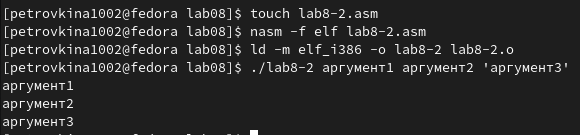 [petrovkina1002@fedora lab08]$ touch lab8-2.asm
[petrovkina1002@fedora lab08]$ nasm -f elf lab8-2.asm
[petrovkina1002@fedora lab08]$ ld -m elf_i386 -o lab8-2 lab8-2.o
[petrovkina1002@fedora lab08]$ ./lab8-2 аргумент1 аргумент2 'аргумент3'
аргумент1
аргумент2
аргумент3